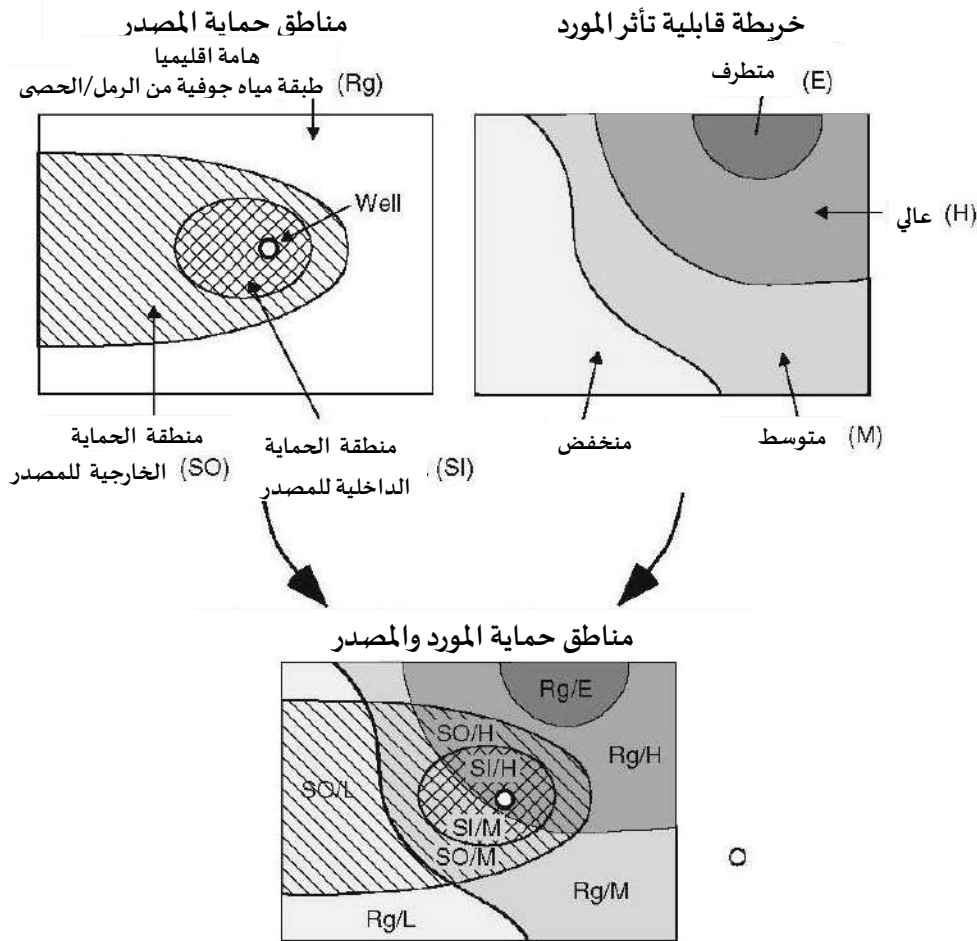 مناطق حماية المصدر
هامة اقليميا
طبقة مياه جوفية من الرمل/الحصى (Rg)
Well
منطقة الحماية
الخارجية للمصدر (SO)
منطقة الحماية
الداخلية للمصدر (SI)
خريطة قابلية تأثر المورد
متطرف (E)
عالي (H)
منخفض
متوسط (M)
مناطق حماية المورد والمصدر
Rg/E
SO/H
Rg/H
SI/H
SO/L
SI/M
SO/M
Rg/M
Rg/L